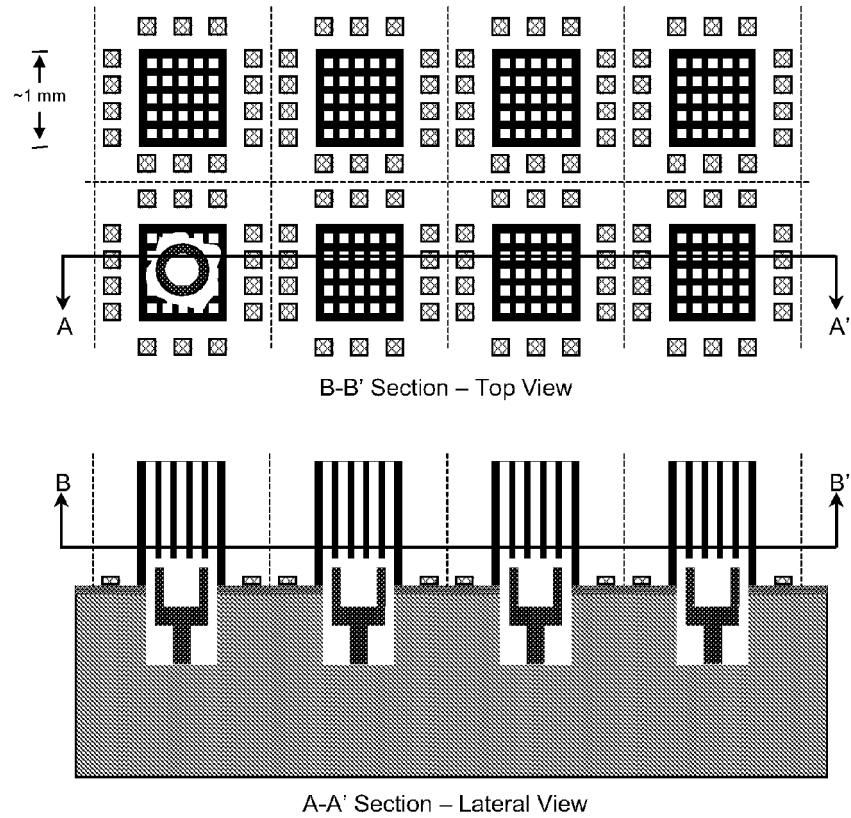 ~1 mm
A A’
B-B’ Section – Top View
B B’
A-A’ Section – Lateral View